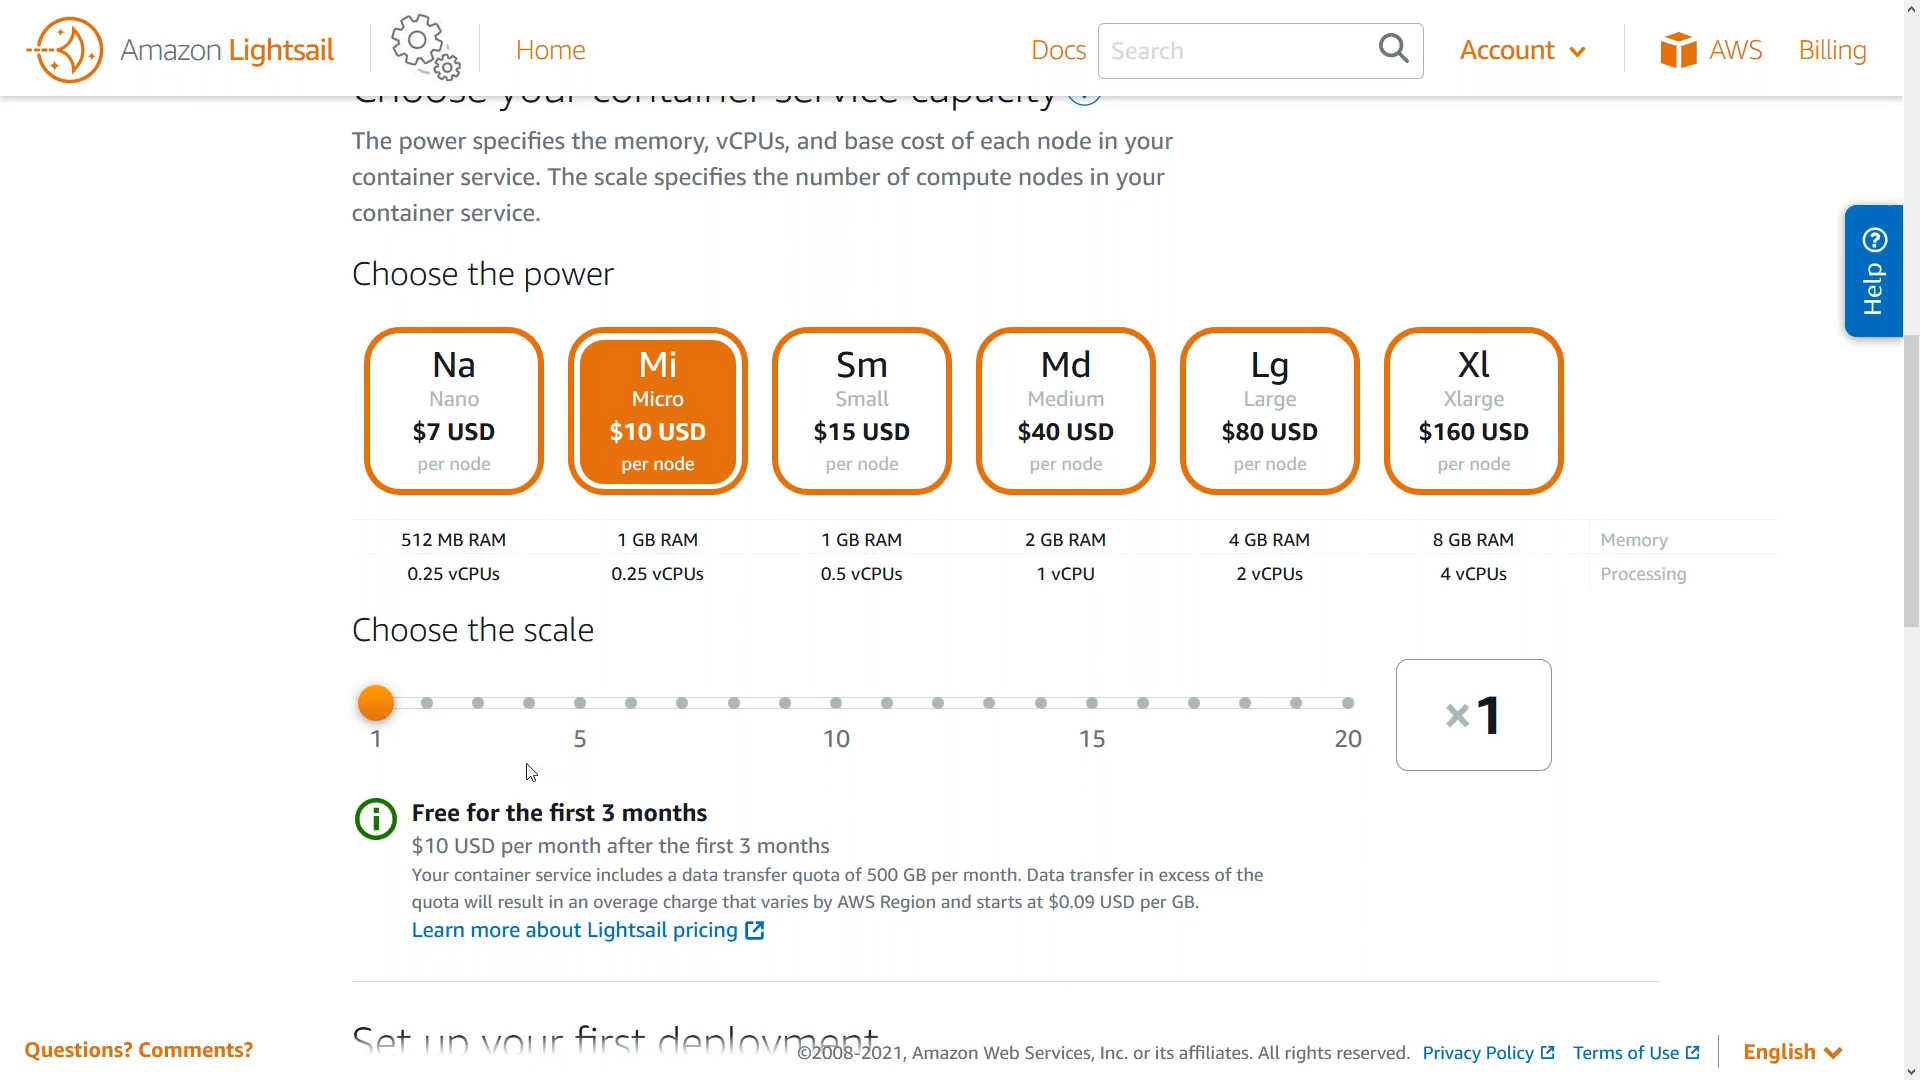 Amazon Lightsail
Home
Docs
Search
Account
AWS
Billing
Choose your container service capacity
The power specifies the memory, vCPUs, and base cost of each node in your
container service. The scale specifies the number of compute nodes in your
container service.
Help
Choose the power
Na
Nano
$7 USD
per node
Mi
Micro
$10 USD
per node
Sm
Small
$15 USD
per node
Md
Medium
$40 USD
per node
Lg
Large
$80 USD
per node
Xl
Xlarge
$160 USD
per node
512 MB RAM 1 GB RAM 1 GB RAM 2 GB RAM 4 GB RAM 8 GB RAM Memory
0.25 vCPUs 0.25 vCPUs 0.5 vCPUs 1 vCPU 2 vCPUs 4 vCPUs Processing
Choose the scale
1 5 10 15 20
×1
Free for the first 3 months
$10 USD per month after the first 3 months
Your container service includes a data transfer quota of 500 GB per month. Data transfer in excess of the
quota will result in an overage charge that varies by AWS Region and starts at $0.09 USD per GB.
Learn more about Lightsail pricing
Set up your first deployment
Questions? Comments?
©2008-2021, Amazon Web Services, Inc. or its affiliates. All rights reserved.
Privacy Policy
Terms of Use
English